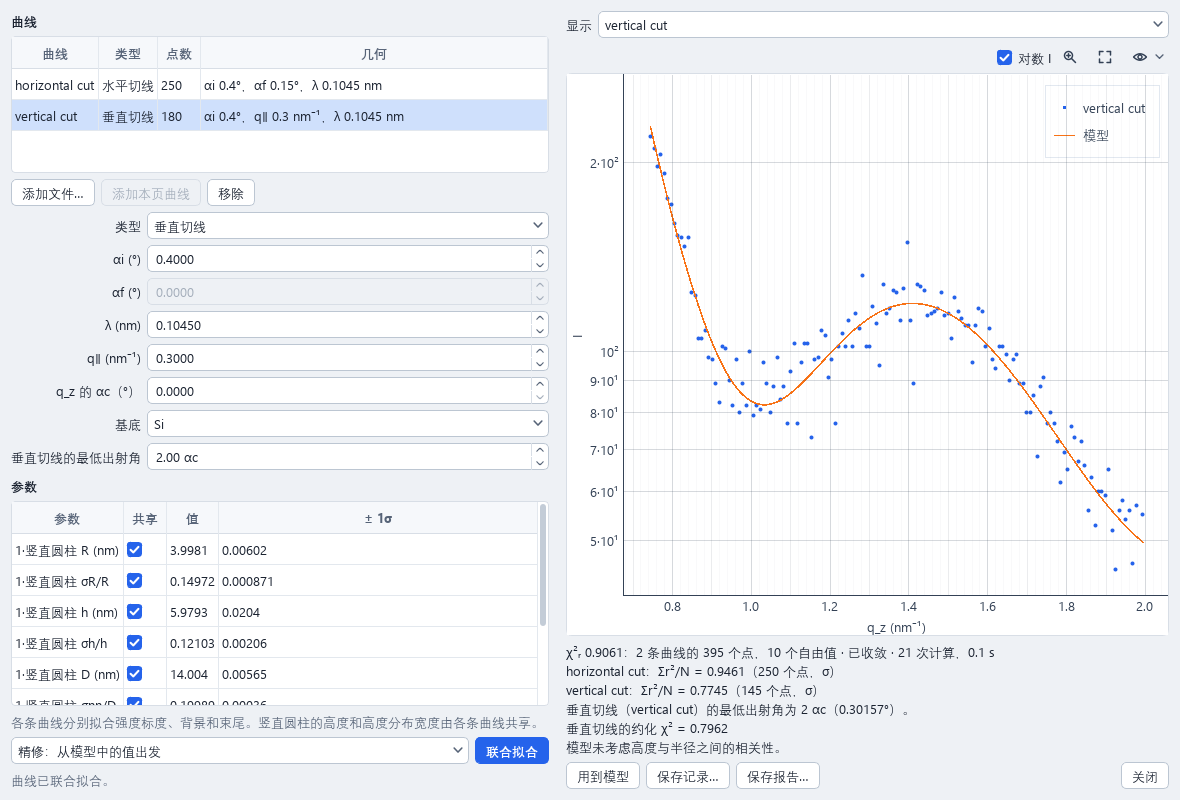 曲线
曲线 类型 点数 几何
horizontal cut 水平切线 250 αi 0.4°、αf 0.15°、λ 0.1045 nm
vertical cut 垂直切线 180 αi 0.4°、q∥ 0.3 nm⁻¹、λ 0.1045 nm
添加文件... 添加本页曲线 移除
类型 垂直切线
αi (°) 0.4000
αf (°) 0.0000
λ (nm) 0.10450
q∥ (nm⁻¹) 0.3000
q_z 的 αc（°） 0.0000
基底 Si
垂直切线的最低出射角 2.00 αc
参数
参数 共享 值 ± 1σ
1·竖直圆柱 R (nm) 3.9981 0.00602
1·竖直圆柱 σR/R 0.14972 0.000871
1·竖直圆柱 h (nm) 5.9793 0.0204
1·竖直圆柱 σh/h 0.12103 0.00206
1·竖直圆柱 D (nm) 14.004 0.00565
各条曲线分别拟合强度标度、背景和束尾。竖直圆柱的高度和高度分布宽度由各条曲线共享。
精修：从模型中的值出发 联合拟合
曲线已联合拟合。
显示 vertical cut
对数 I
vertical cut
模型
2·10²
10²
9·10¹
8·10¹
7·10¹
6·10¹
5·10¹
I
0.8 1.0 1.2 1.4 1.6 1.8 2.0
q_z (nm⁻¹)
χ²ᵣ 0.9061：2 条曲线的 395 个点、10 个自由值 · 已收敛 · 21 次计算、0.1 s
horizontal cut：Σr²/N = 0.9461（250 个点、σ）
vertical cut：Σr²/N = 0.7745（145 个点、σ）
垂直切线（vertical cut）的最低出射角为 2 αc（0.30157°）。
垂直切线的约化 χ² = 0.7962
模型未考虑高度与半径之间的相关性。
用到模型 保存记录... 保存报告... 关闭